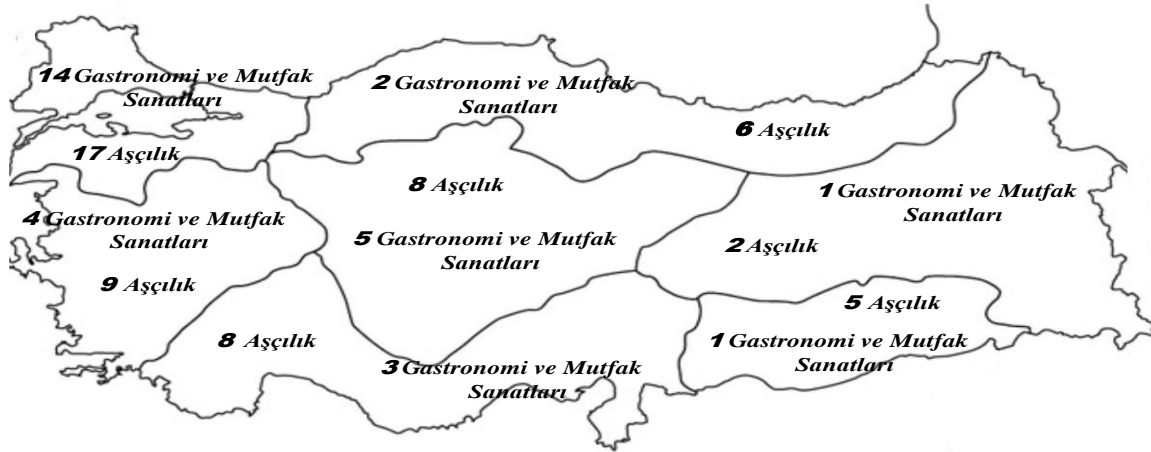 14 Gastronomi ve Mutfak
Sanatları
2 Gastronomi ve Mutfak
Sanatları
6 Aşçılık
17 Aşçılık
8 Aşçılık
1 Gastronomi ve Mutfak
Sanatları
4 Gastronomi ve Mutfak
Sanatları
5 Gastronomi ve Mutfak
Sanatları
2 Aşçılık
9 Aşçılık
5 Aşçılık
8 Aşçılık
1 Gastronomi ve Mutfak
Sanatları
3 Gastronomi ve Mutfak
Sanatları